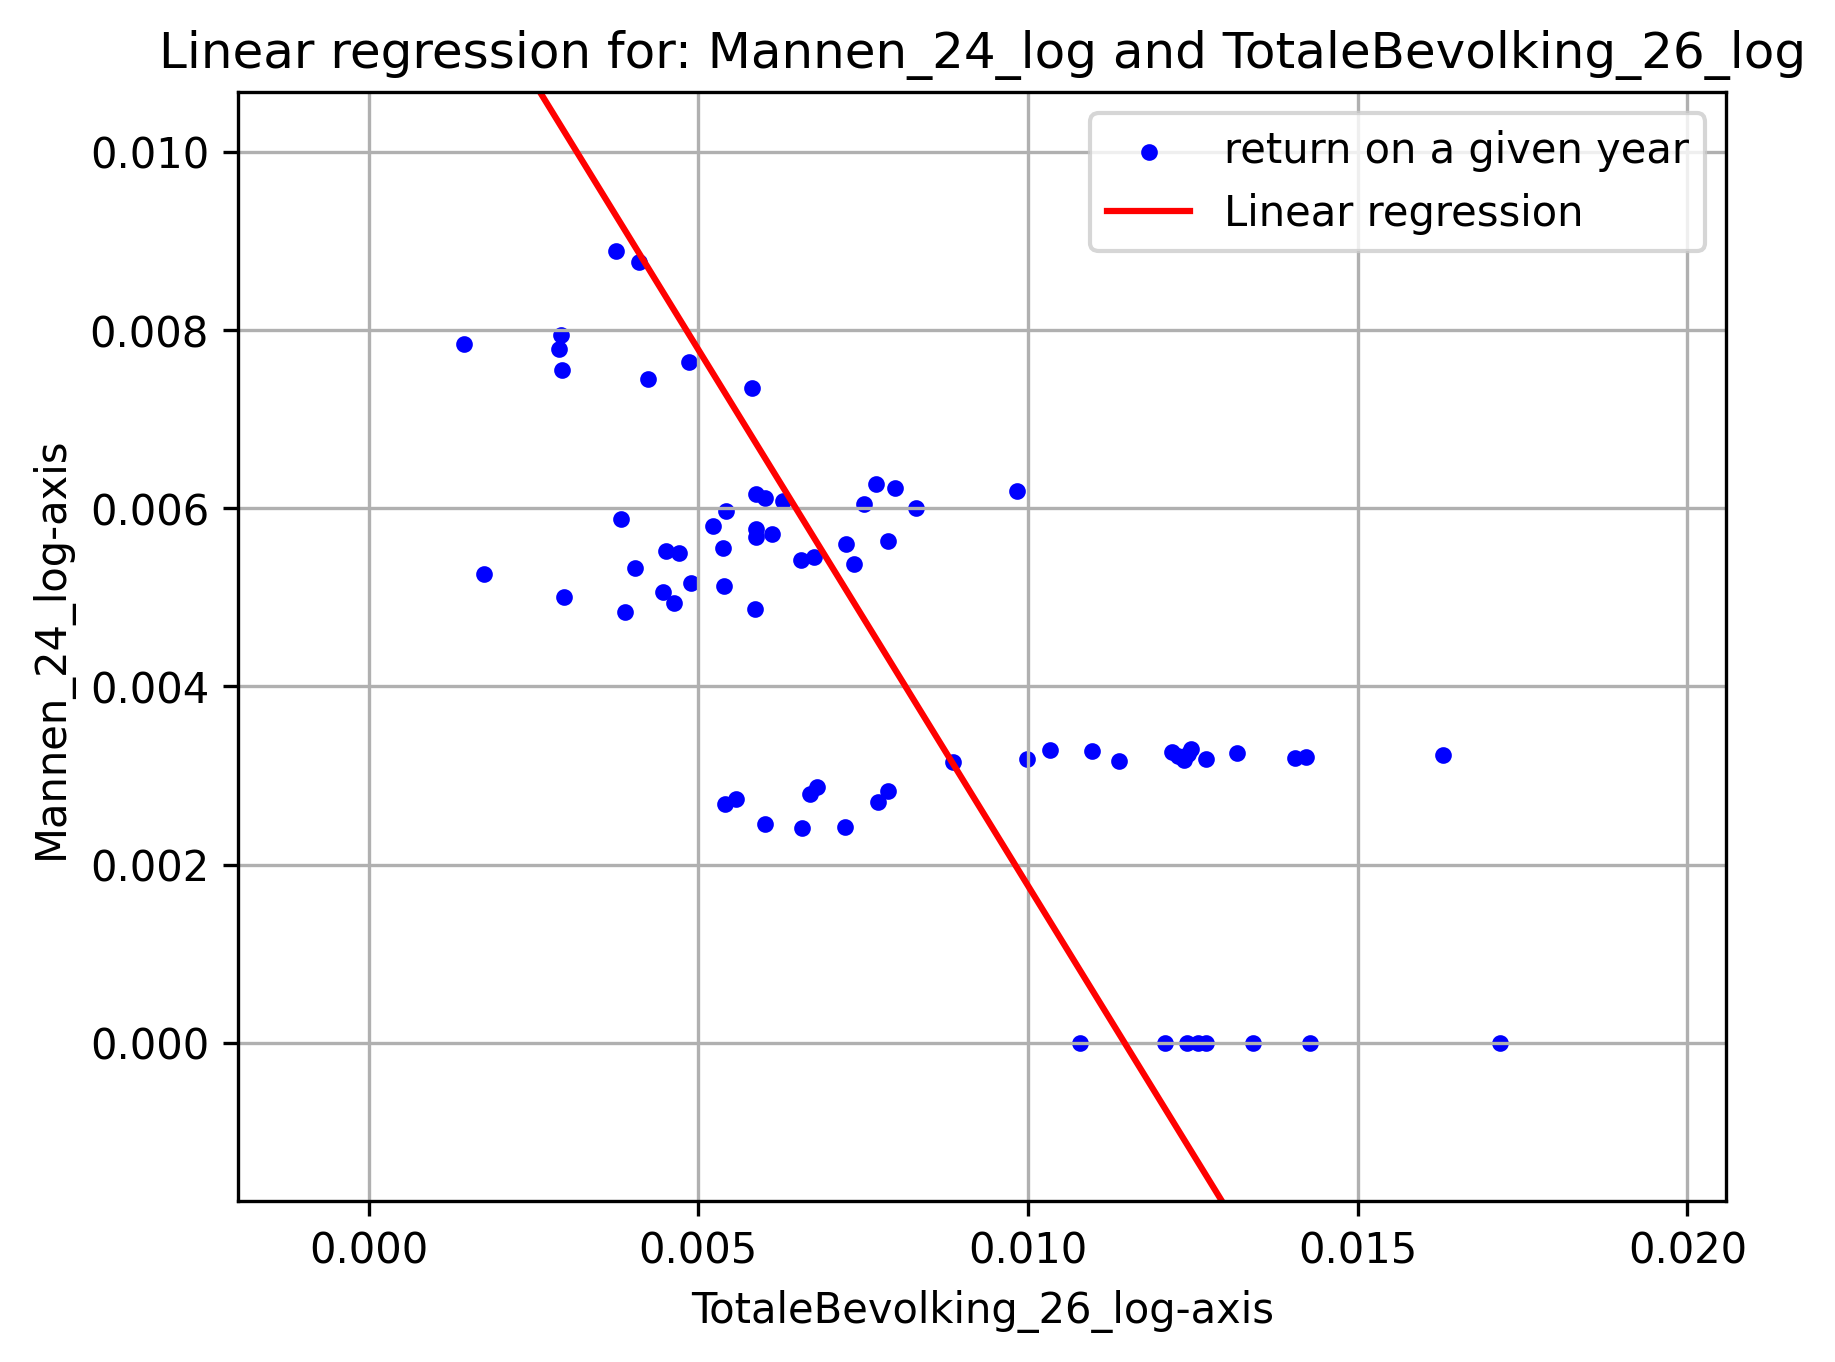 Linear regression for: Mannen_24_log and TotaleBevolking_26_log
return on a given year
Linear regression
0.010
0.008
0.006
0.004
0.002
0.000
Mannen_24_log-axis
0.000
0.005
0.010
0.015
0.020
TotaleBevolking_26_log-axis